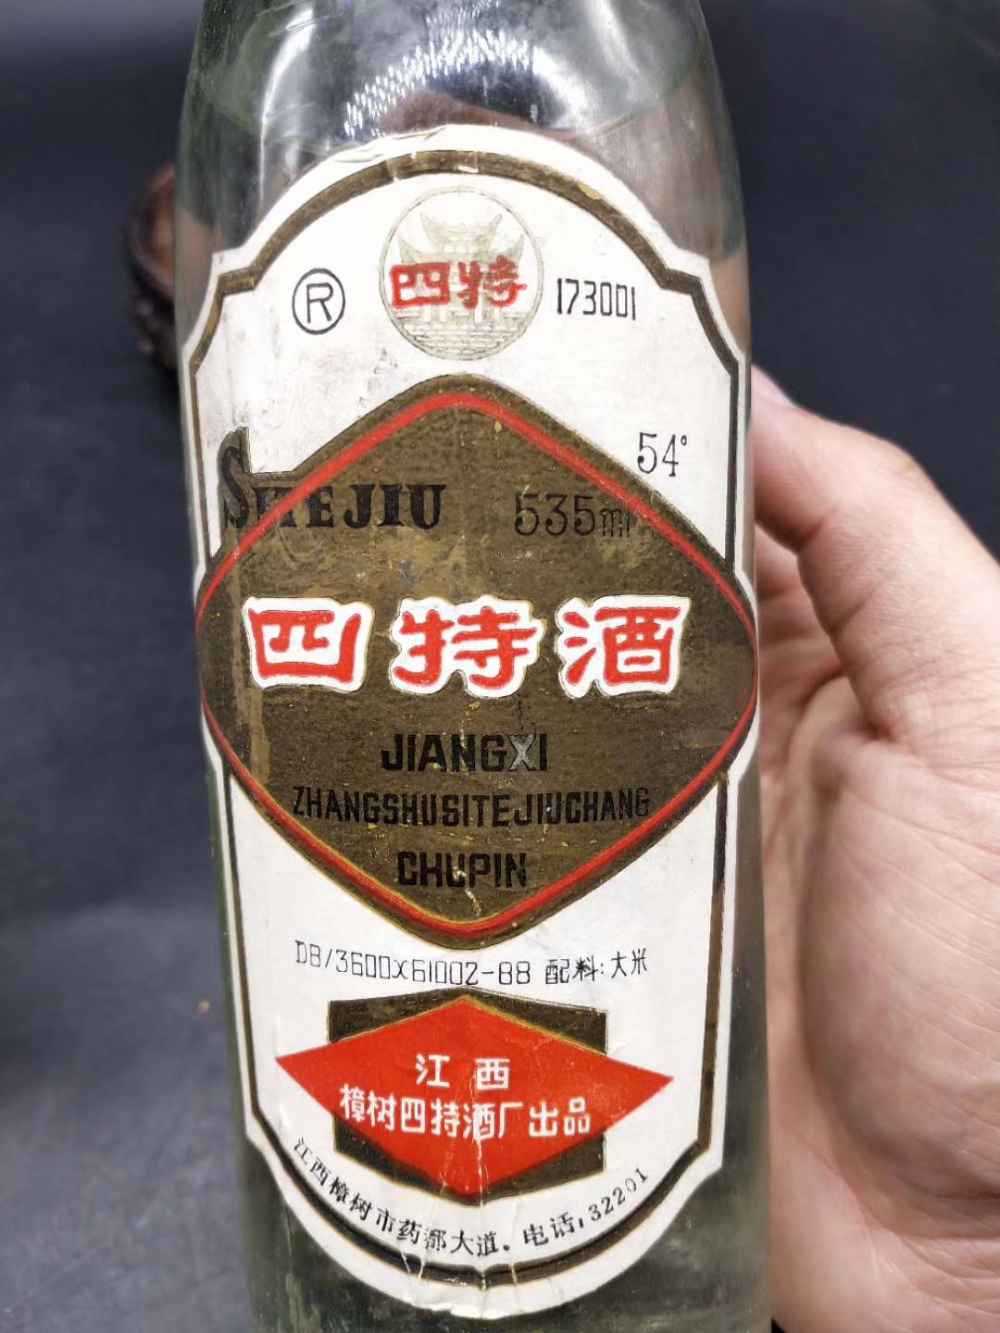 四特
®
173001
54°
SITE JIU
535ml
四特酒
JIANGXI
ZHANGSHUSITEJIUCHANG
CHUPIN
DB/3600X61002-88 配料:大米
江西
樟树四特酒厂出品
江西樟树市药都大道. 电话:32201